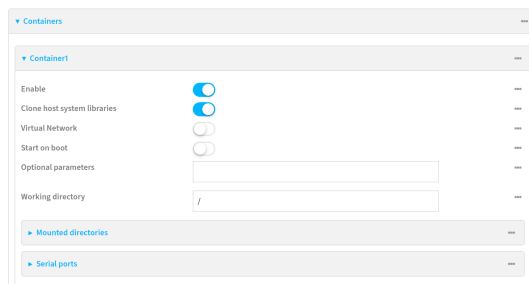 Containers
Container1
Enable
Clone host system libraries
Virtual Network
Start on boot
Optional parameters
Working directory
/
Mounted directories
Serial ports